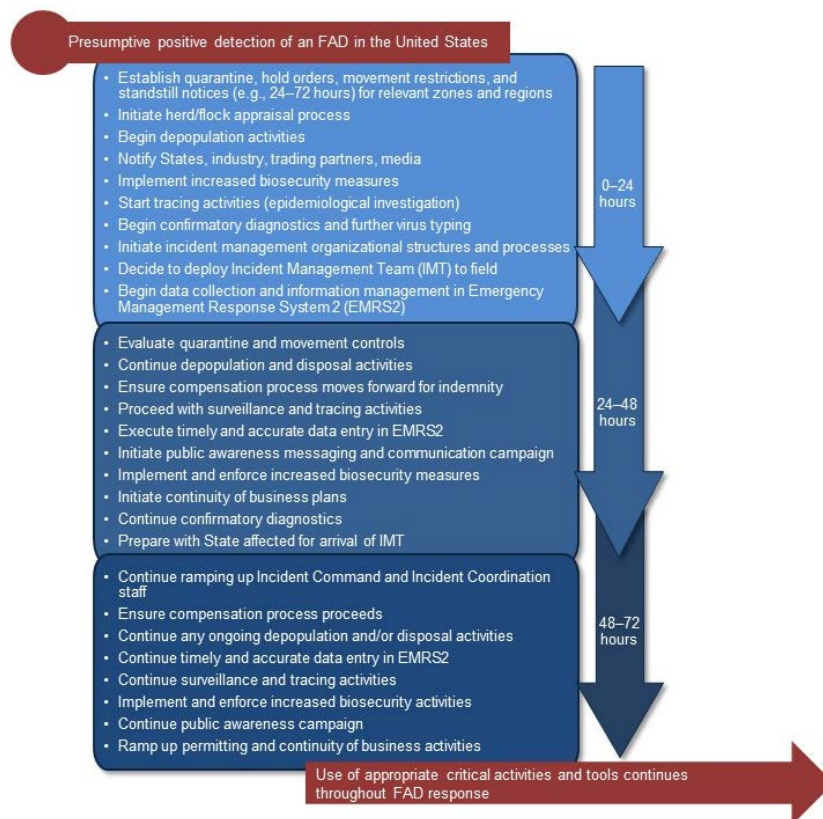 Presumptive positive detection of an FAD in the United States
• Establish quarantine, hold orders, movement restrictions, and
standstill notices (e.g., 24–72 hours) for relevant zones and regions
• Initiate herd/flock appraisal process
• Begin depopulation activities
• Notify States, industry, trading partners, media
• Implement increased biosecurity measures
• Start tracing activities (epidemiological investigation)
• Begin confirmatory diagnostics and further virus typing
• Initiate incident management organizational structures and processes
• Decide to deploy Incident Management Team (IMT) to field
• Begin data collection and information management in Emergency
Management Response System 2 (EMRS2)
0–24
hours
• Evaluate quarantine and movement controls
• Continue depopulation and disposal activities
• Ensure compensation process moves forward for indemnity
• Proceed with surveillance and tracing activities
• Execute timely and accurate data entry in EMRS2
• Initiate public awareness messaging and communication campaign
• Implement and enforce increased biosecurity measures
• Initiate continuity of business plans
• Continue confirmatory diagnostics
• Prepare with State affected for arrival of IMT
24–48
hours
• Continue ramping up Incident Command and Incident Coordination
staff
• Ensure compensation process proceeds
• Continue any ongoing depopulation and/or disposal activities
• Continue timely and accurate data entry in EMRS2
• Continue surveillance and tracing activities
• Implement and enforce increased biosecurity activities
• Continue public awareness campaign
• Ramp up permitting and continuity of business activities
48–72
hours
Use of appropriate critical activities and tools continues
throughout FAD response